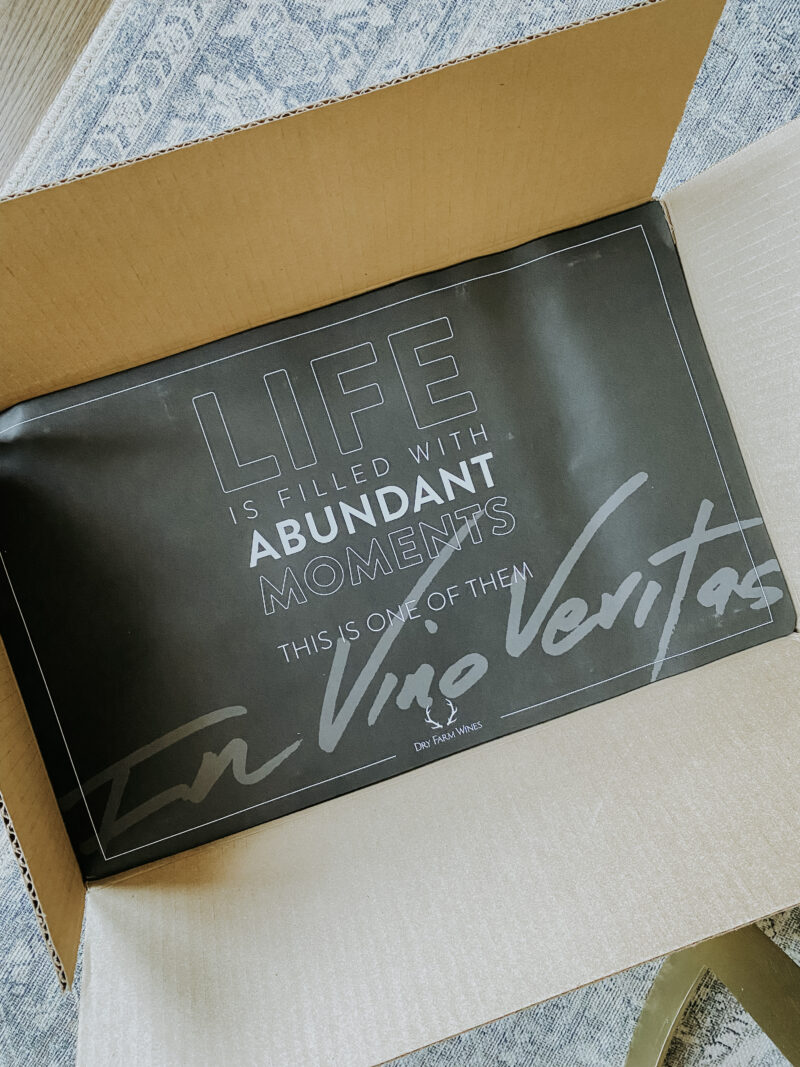 LIFE
IS FILLED WITH
ABUNDANT
MOMENTS
THIS IS ONE OF THEM
In Vino Veritas
DRY FARM WINES